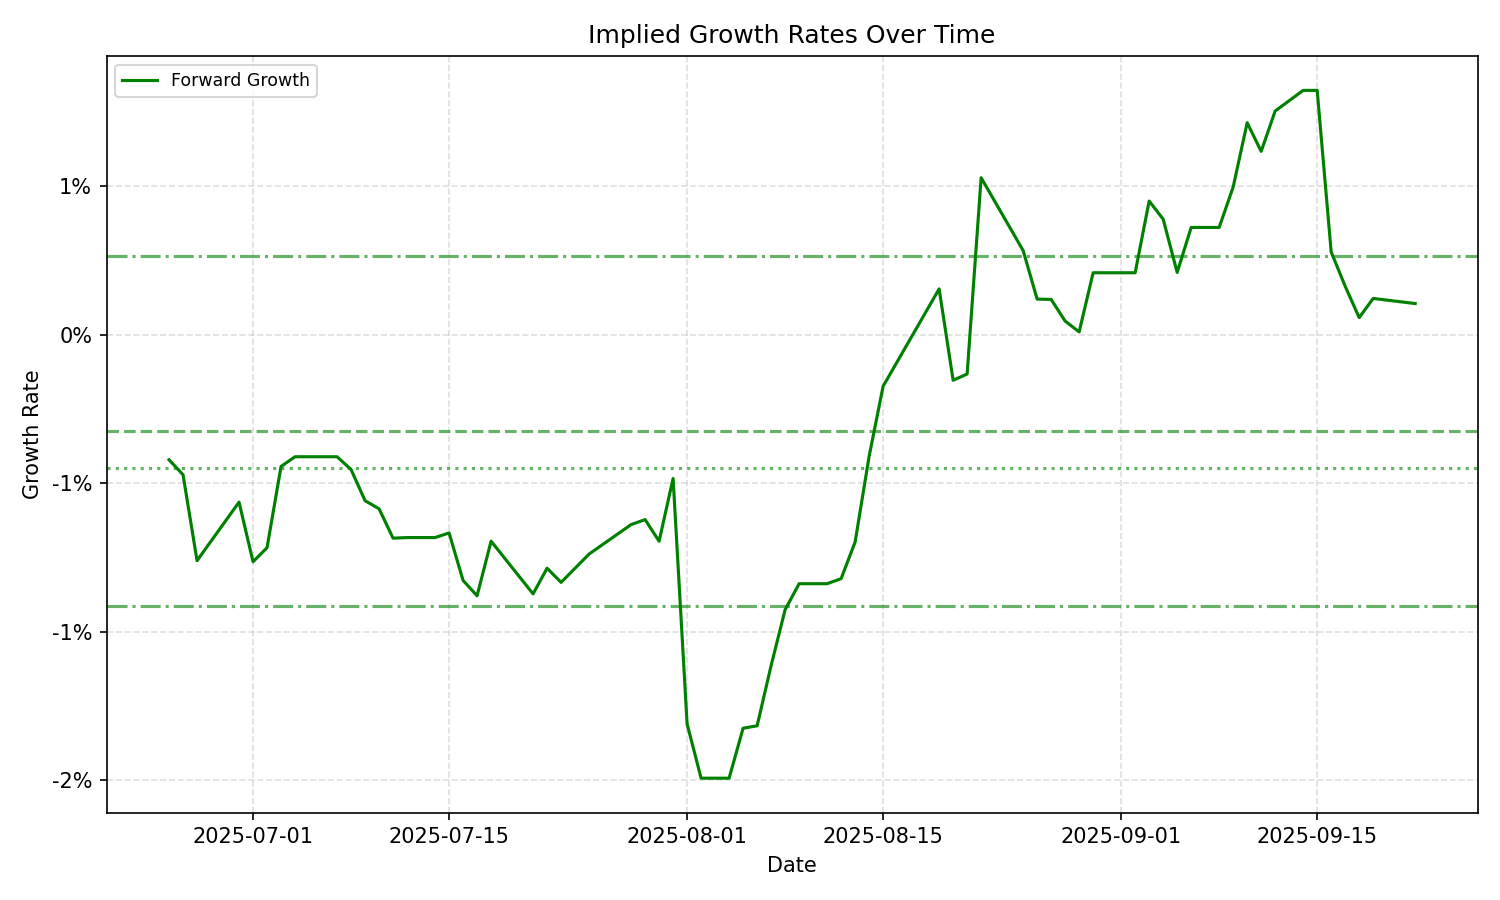 Implied Growth Rates Over Time
Forward Growth
1%
0%
-1%
-1%
-2%
Growth Rate
2025-07-01
2025-07-15
2025-08-01
2025-08-15
2025-09-01
2025-09-15
Date